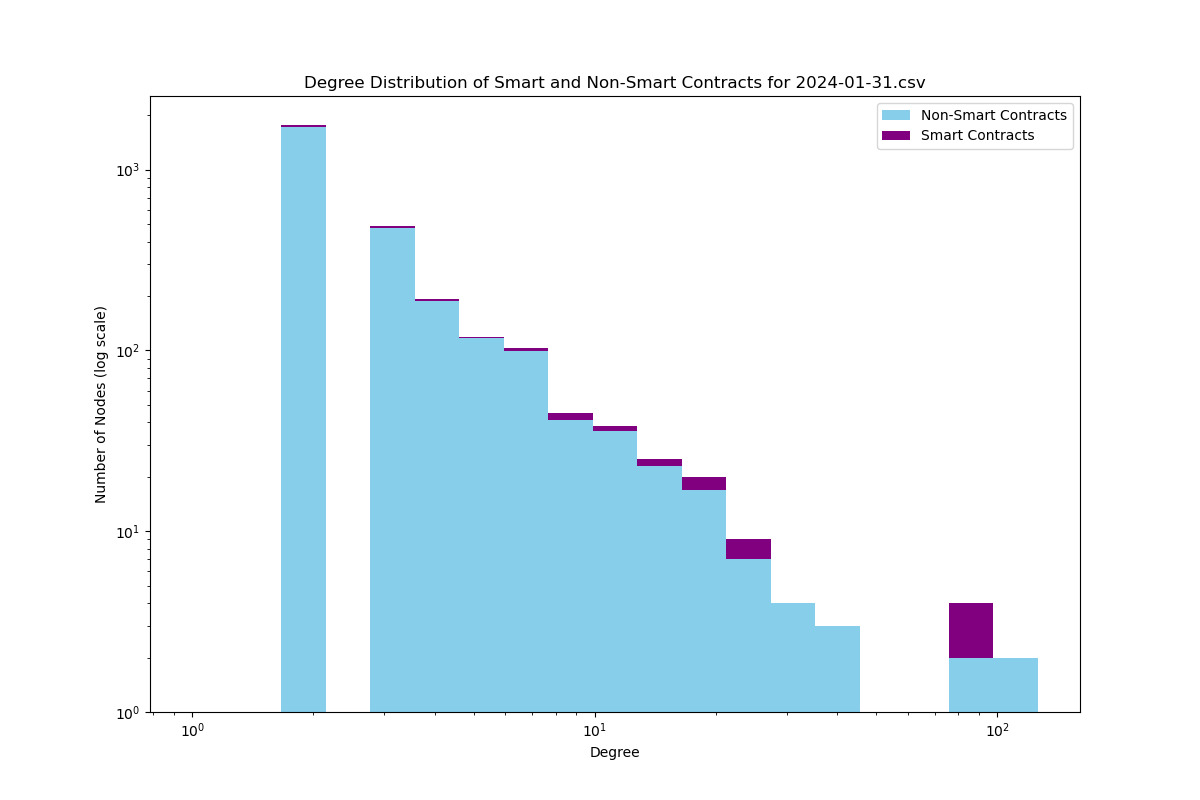 Degree Distribution of Smart and Non-Smart Contracts for 2024-01-31.csv
Non-Smart Contracts
Smart Contracts
Number of Nodes (log scale)
10³
10²
10¹
10⁰
10⁰ 10¹ 10²
Degree